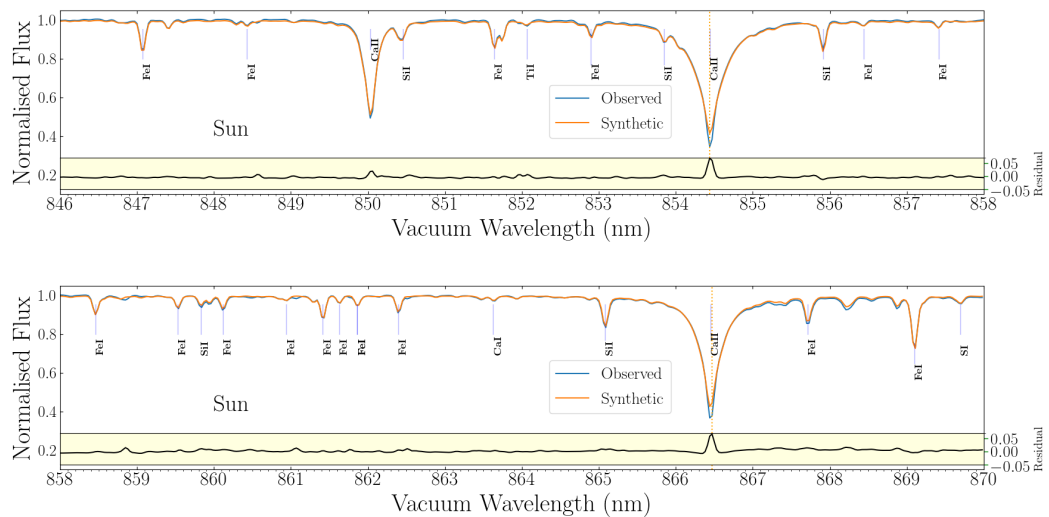 Normalised Flux
1.0
0.8
0.6
0.4
0.2
FeI
FeI
CaII
SiI
FeI
TiI
FeI
SiI
CaII
SiI
FeI
FeI
Observed
Synthetic
Sun
0.05
0.00
−0.05
Residual
846 847 848 849 850 851 852 853 854 855 856 857 858
Vacuum Wavelength (nm)
Normalised Flux
1.0
0.8
0.6
0.4
0.2
FeI
FeI
SiI
FeI
FeI
FeI
FeI
FeI
FeI
CaI
SiI
CaII
FeI
FeI
SI
Observed
Synthetic
Sun
0.05
0.00
−0.05
Residual
858 859 860 861 862 863 864 865 866 867 868 869 870
Vacuum Wavelength (nm)